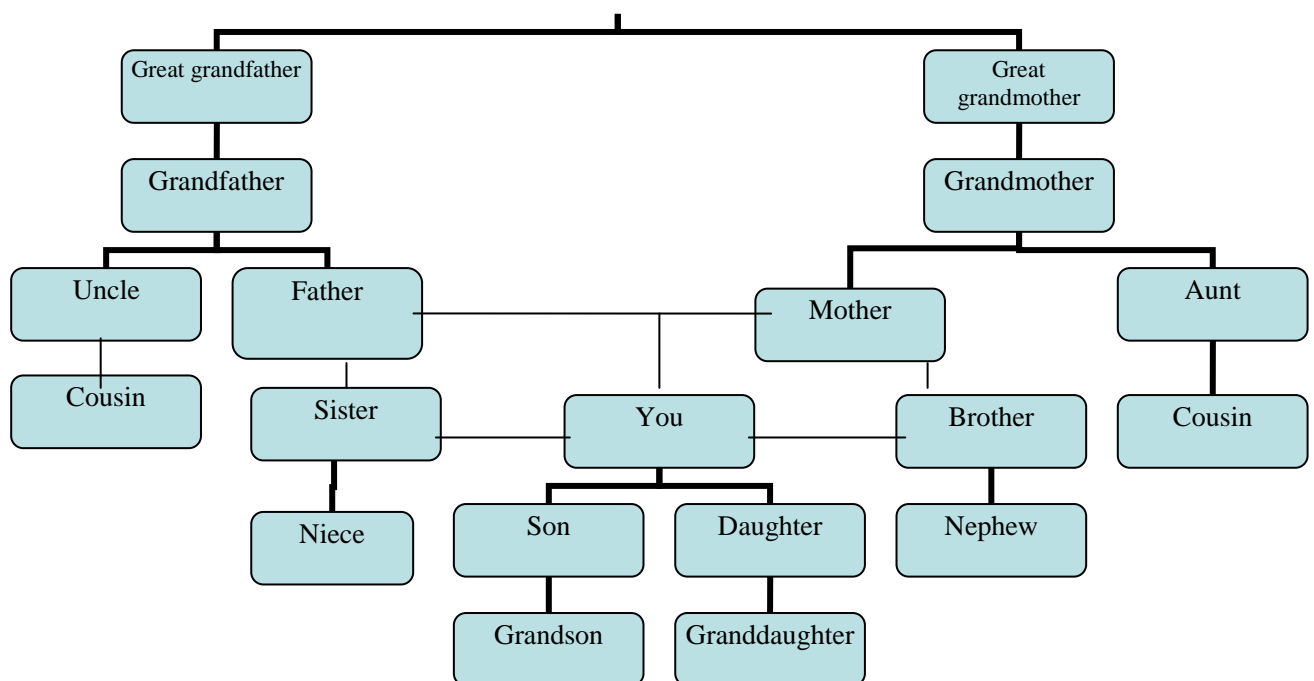 Great grandfather
Great
grandmother
Grandfather
Grandmother
Uncle
Father
Mother
Aunt
Cousin
Sister
You
Brother
Cousin
Niece
Son
Daughter
Nephew
Grandson
Granddaughter